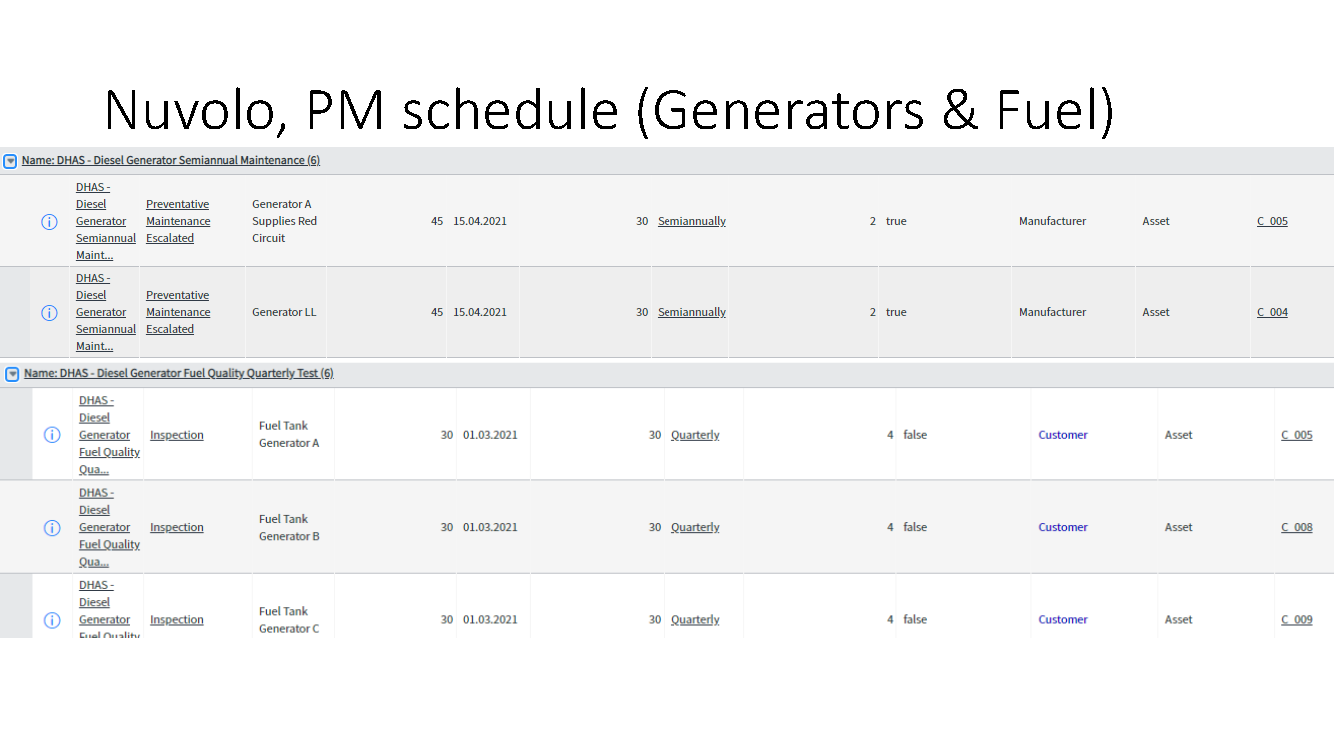 Nuvolo, PM schedule (Generators & Fuel)
Name: DHAS - Diesel Generator Semiannual Maintenance (6)
DHAS -
Diesel
Generator
Semiannual
Maint...
Preventative
Maintenance
Escalated
Generator A
Supplies Red
Circuit
45
15.04.2021
30
Semiannually
2
true
Manufacturer
Asset
C_005
DHAS -
Diesel
Generator
Semiannual
Maint...
Preventative
Maintenance
Escalated
Generator LL
45
15.04.2021
30
Semiannually
2
true
Manufacturer
Asset
C_004
Name: DHAS - Diesel Generator Fuel Quality Quarterly Test (6)
DHAS -
Diesel
Generator
Fuel Quality
Qua...
Inspection
Fuel Tank
Generator A
30
01.03.2021
30
Quarterly
4
false
Customer
Asset
C_005
DHAS -
Diesel
Generator
Fuel Quality
Qua...
Inspection
Fuel Tank
Generator B
30
01.03.2021
30
Quarterly
4
false
Customer
Asset
C_008
DHAS -
Diesel
Generator
Fuel Quality
Inspection
Fuel Tank
Generator C
30
01.03.2021
30
Quarterly
4
false
Customer
Asset
C_009